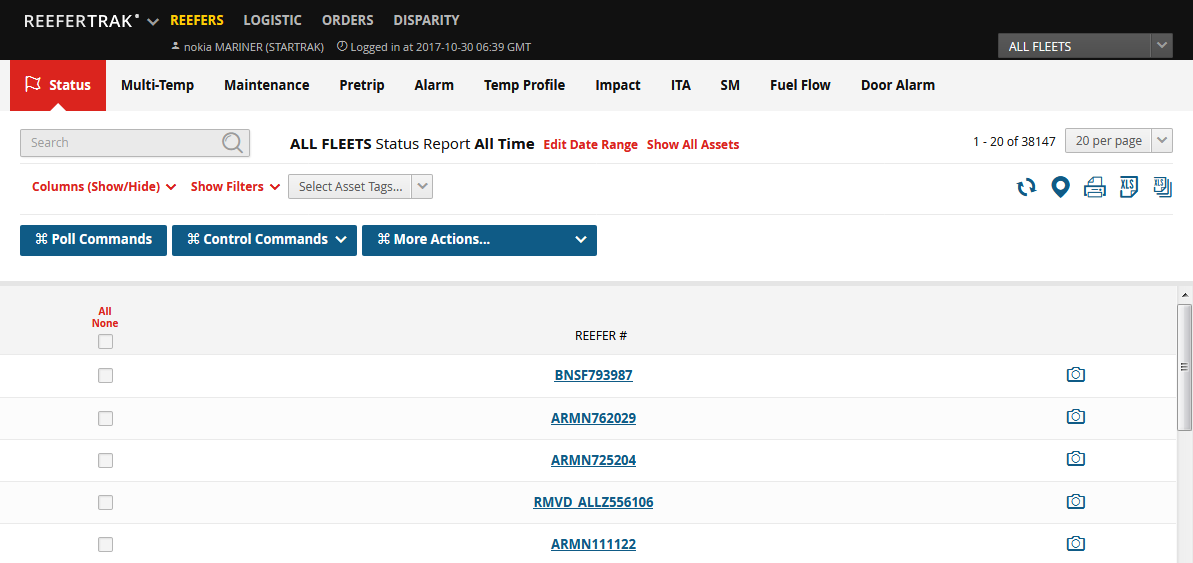 REEFERTRAK REEFERS LOGISTIC ORDERS DISPARITY
nokia MARINER (STARTRAK) Logged in at 2017-10-30 06:39 GMT
ALL FLEETS
Status Multi-Temp Maintenance Pretrip Alarm Temp Profile Impact ITA SM Fuel Flow Door Alarm
Search ALL FLEETS Status Report All Time Edit Date Range Show All Assets 1 - 20 of 38147 20 per page
Columns (Show/Hide) Show Filters Select Asset Tags... XLS XLS
⌘ Poll Commands ⌘ Control Commands ⌘ More Actions...
All
None
REEFER #
BNSF793987
ARMN762029
ARMN725204
RMVD_ALLZ556106
ARMN111122